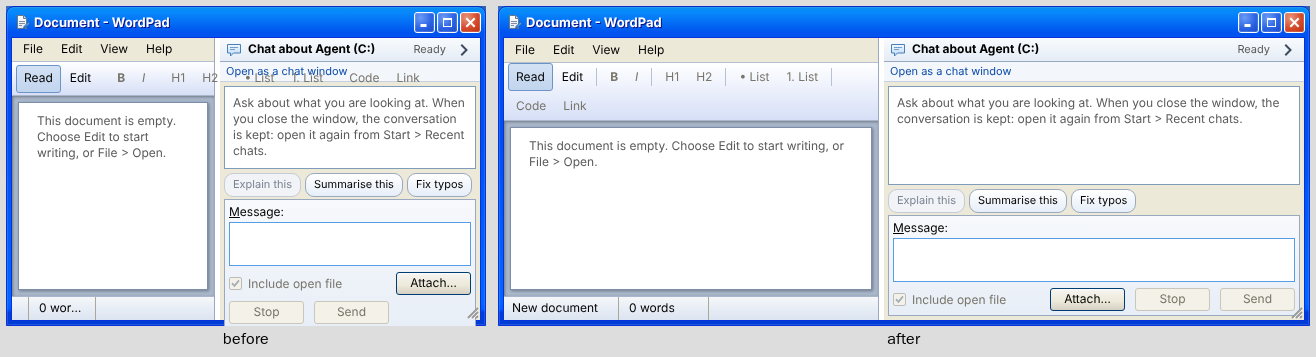 Document - WordPad
File Edit View Help
Chat about Agent (C:) Ready
Open as a chat window
Read Edit B I H1 H2 • List 1. List Code Link
Ask about what you are looking at. When
you close the window, the conversation
is kept: open it again from Start > Recent
chats.
This document is empty.
Choose Edit to start
writing, or File > Open.
Explain this Summarise this Fix typos
Message:
Include open file Attach...
Stop Send
0 wor...
before
Document - WordPad
File Edit View Help
Chat about Agent (C:) Ready
Open as a chat window
Read Edit B I H1 H2 • List 1. List
Code Link
Ask about what you are looking at. When you close the window, the
conversation is kept: open it again from Start > Recent chats.
This document is empty. Choose Edit to start writing, or
File > Open.
Explain this Summarise this Fix typos
Message:
Include open file Attach... Stop Send
New document 0 words
after